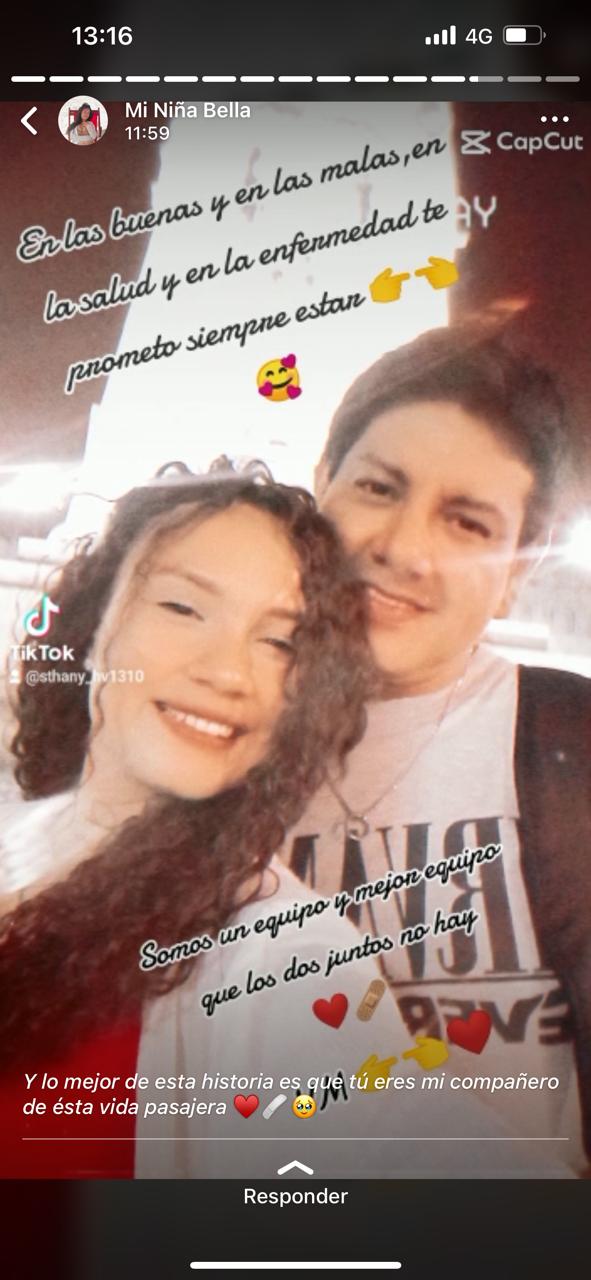 13:16
4G
Mi Niña Bella
11:59
CapCut
En las buenas y en las malas,en
la salud y en la enfermedad te
prometo siempre estar 👉👈
🥰
TikTok
@sthany_hv1310
Somos un equipo y mejor equipo
que los dos juntos no hay
❤️🩹
👉👈❤️
Y lo mejor de esta historia es que tú eres mi compañero
de ésta vida pasajera ♥️🩹🥹
Responder